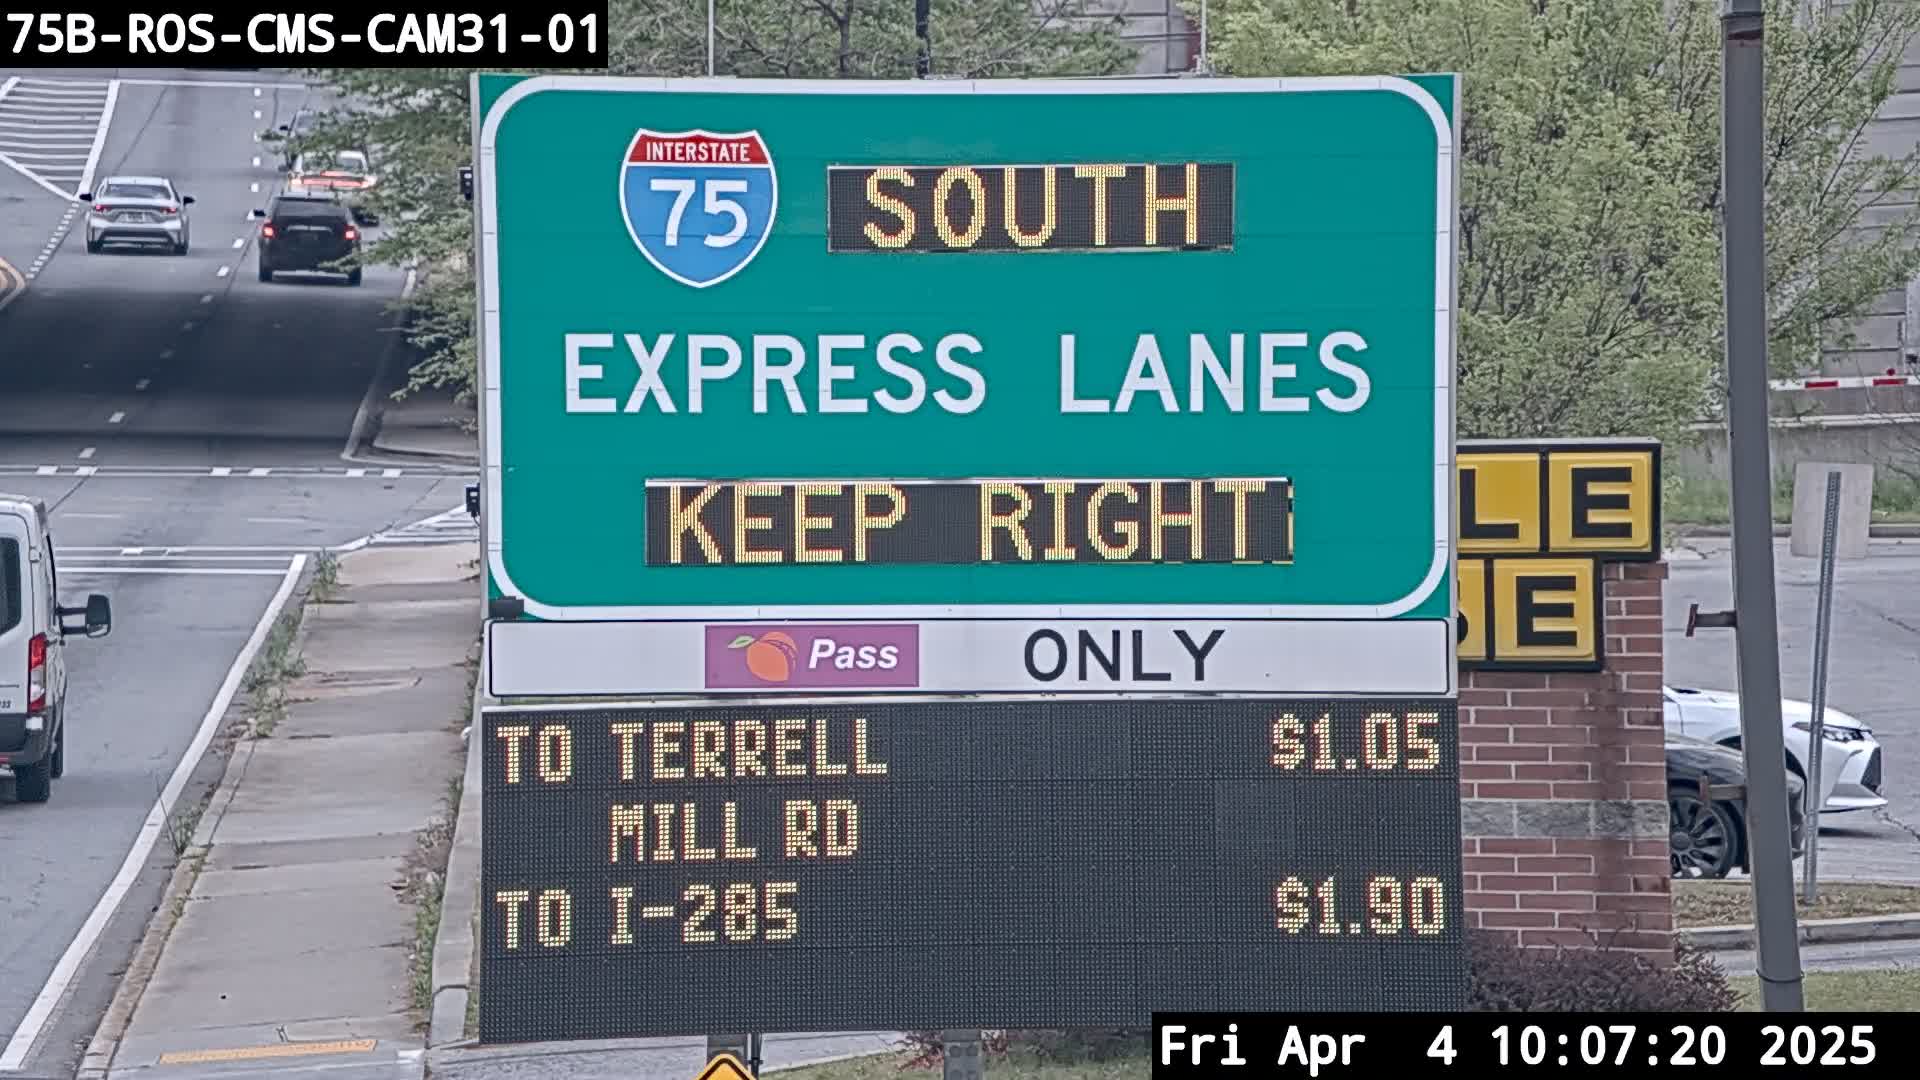 75B-ROS-CMS-CAM31-01
INTERSTATE
75
SOUTH
EXPRESS LANES
KEEP RIGHT
Pass ONLY
TO TERRELL $1.05
MILL RD
TO I-285 $1.90
LE
E
Fri Apr 4 10:07:20 2025